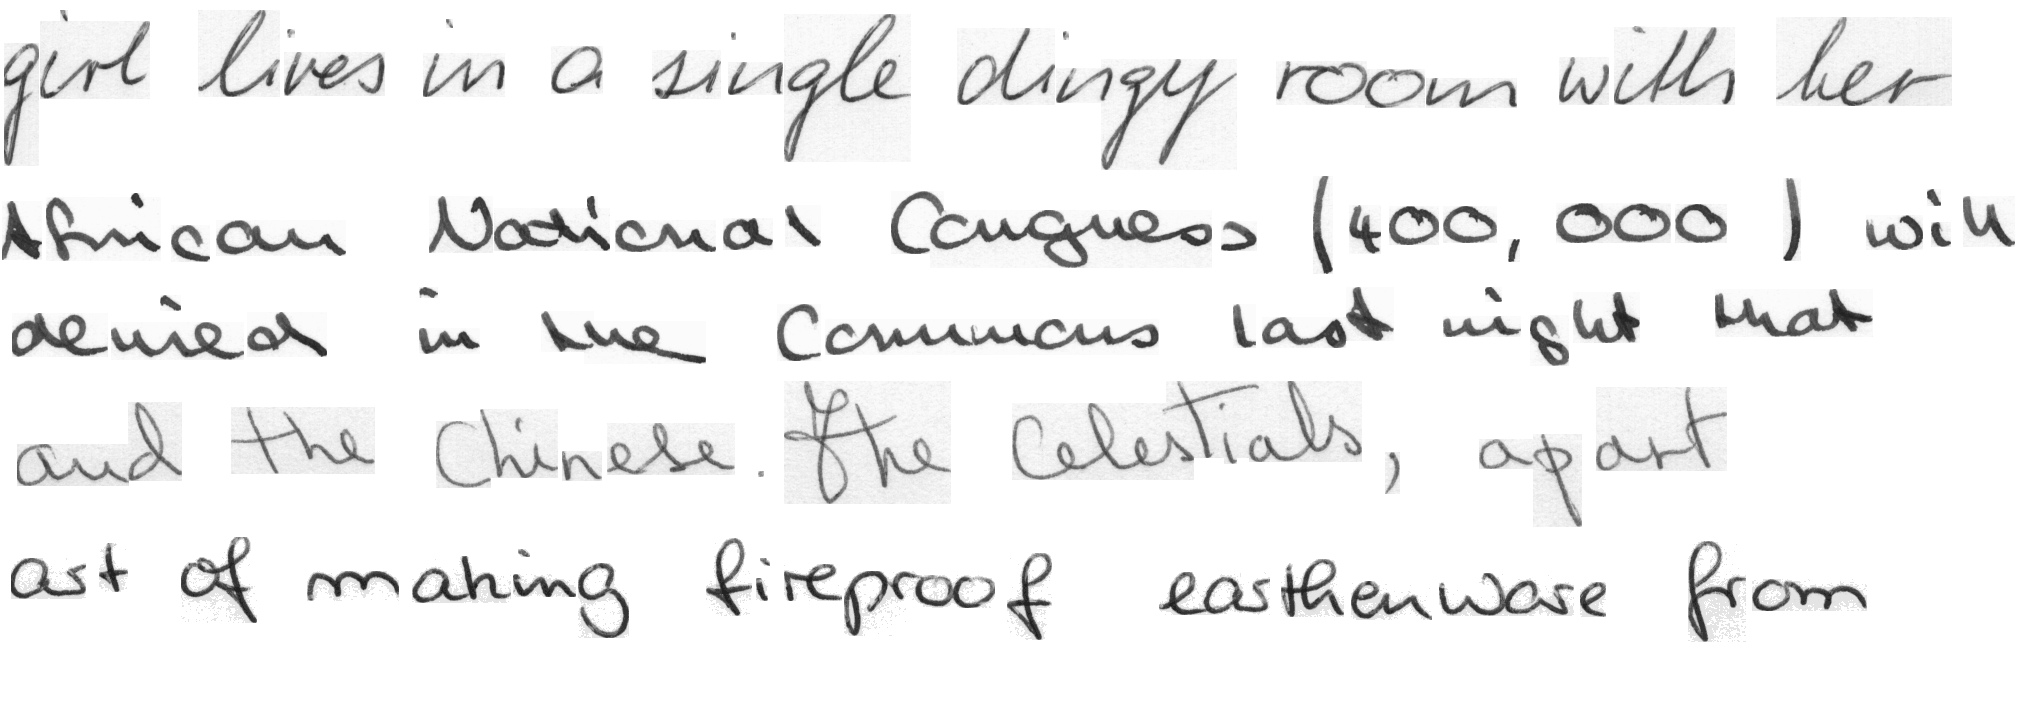 girl lives in a single dingy room with her
African National Congress (400,000) will
denied in the Commons last night that
and the Chinese. The Celestials, apart
art of making fireproof earthenware from